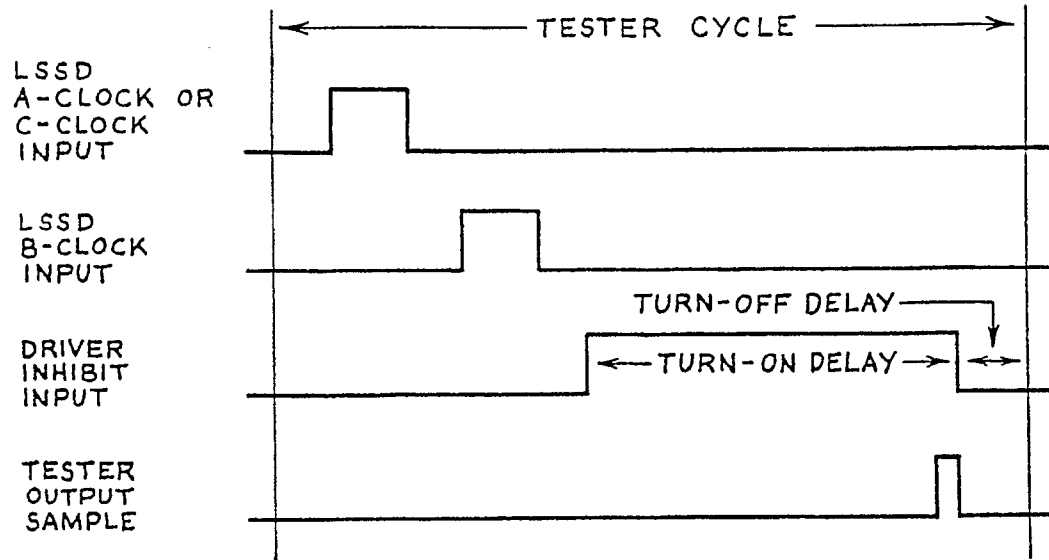 TESTER CYCLE
LSSD
A-CLOCK OR
C-CLOCK
INPUT
LSSD
B-CLOCK
INPUT
TURN-OFF DELAY
DRIVER
INHIBIT
INPUT
TURN-ON DELAY
TESTER
OUTPUT
SAMPLE